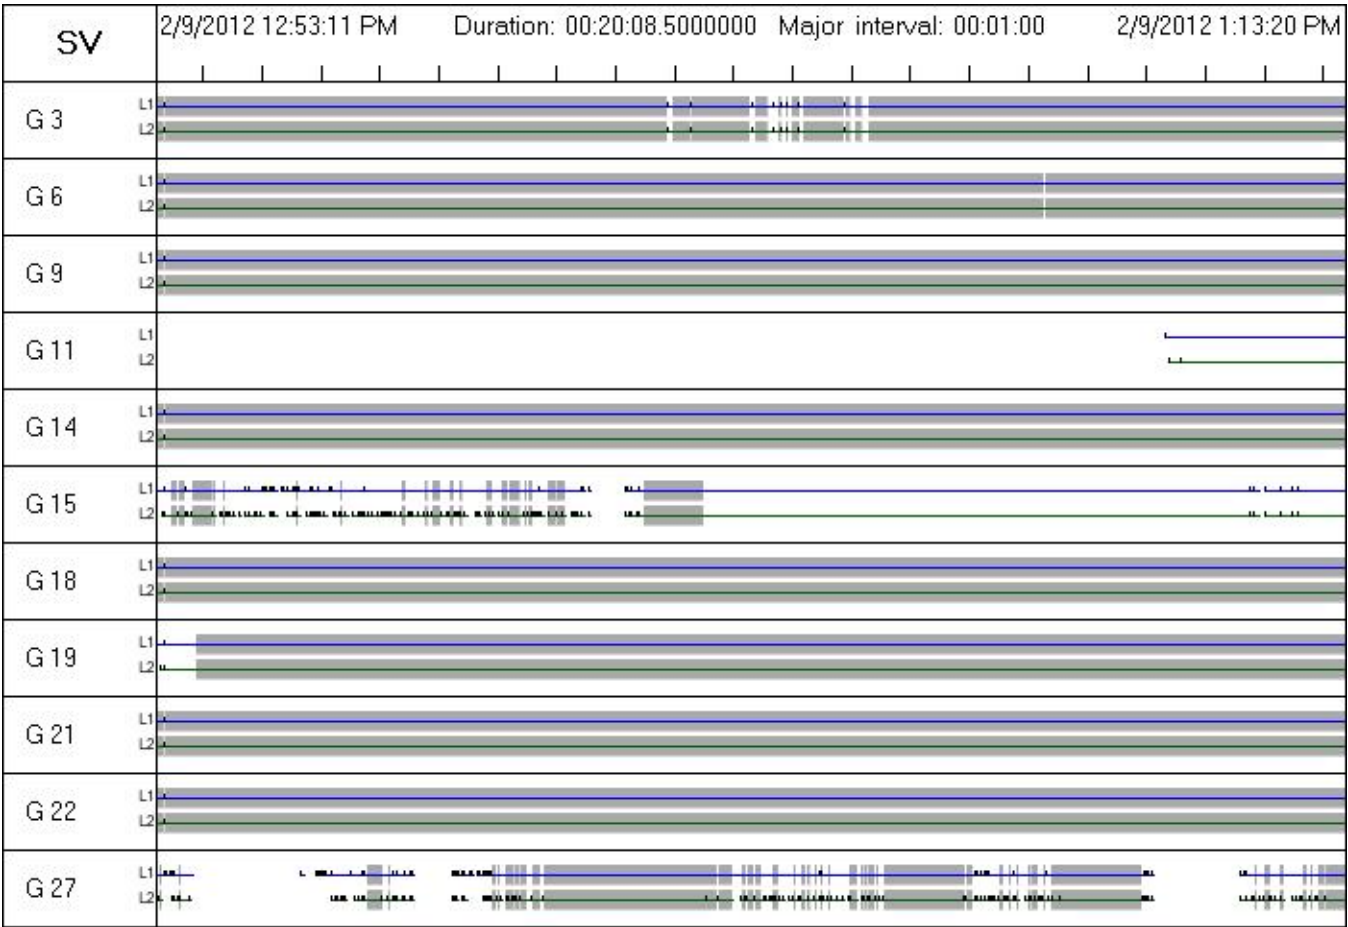 SV 2/9/2012 12:53:11 PM Duration: 00:20:08.5000000 Major interval: 00:01:00 2/9/2012 1:13:20 PM
G 3 L1
L2
G 6 L1
L2
G 9 L1
L2
G 11 L1
L2
G 14 L1
L2
G 15 L1
L2
G 18 L1
L2
G 19 L1
L2
G 21 L1
L2
G 22 L1
L2
G 27 L1
L2